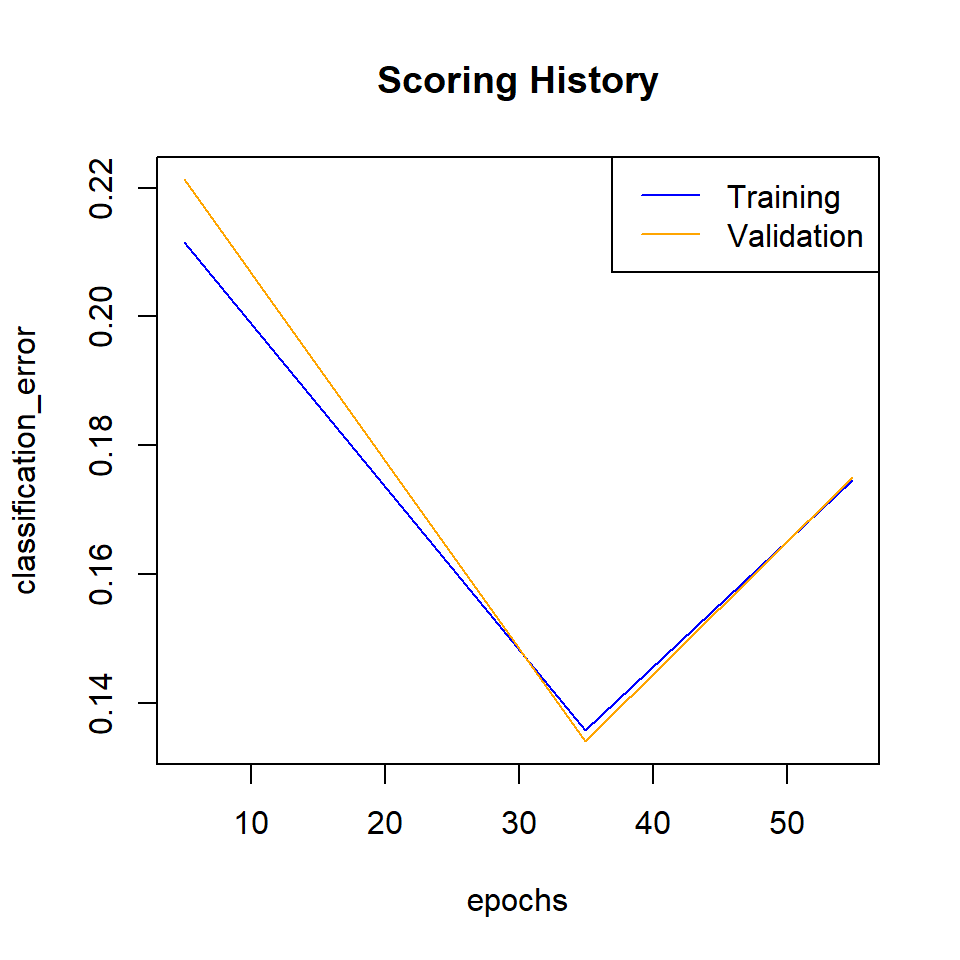 Scoring History
Training
Validation
classification_error
0.22
0.20
0.18
0.16
0.14
10 20 30 40 50
epochs